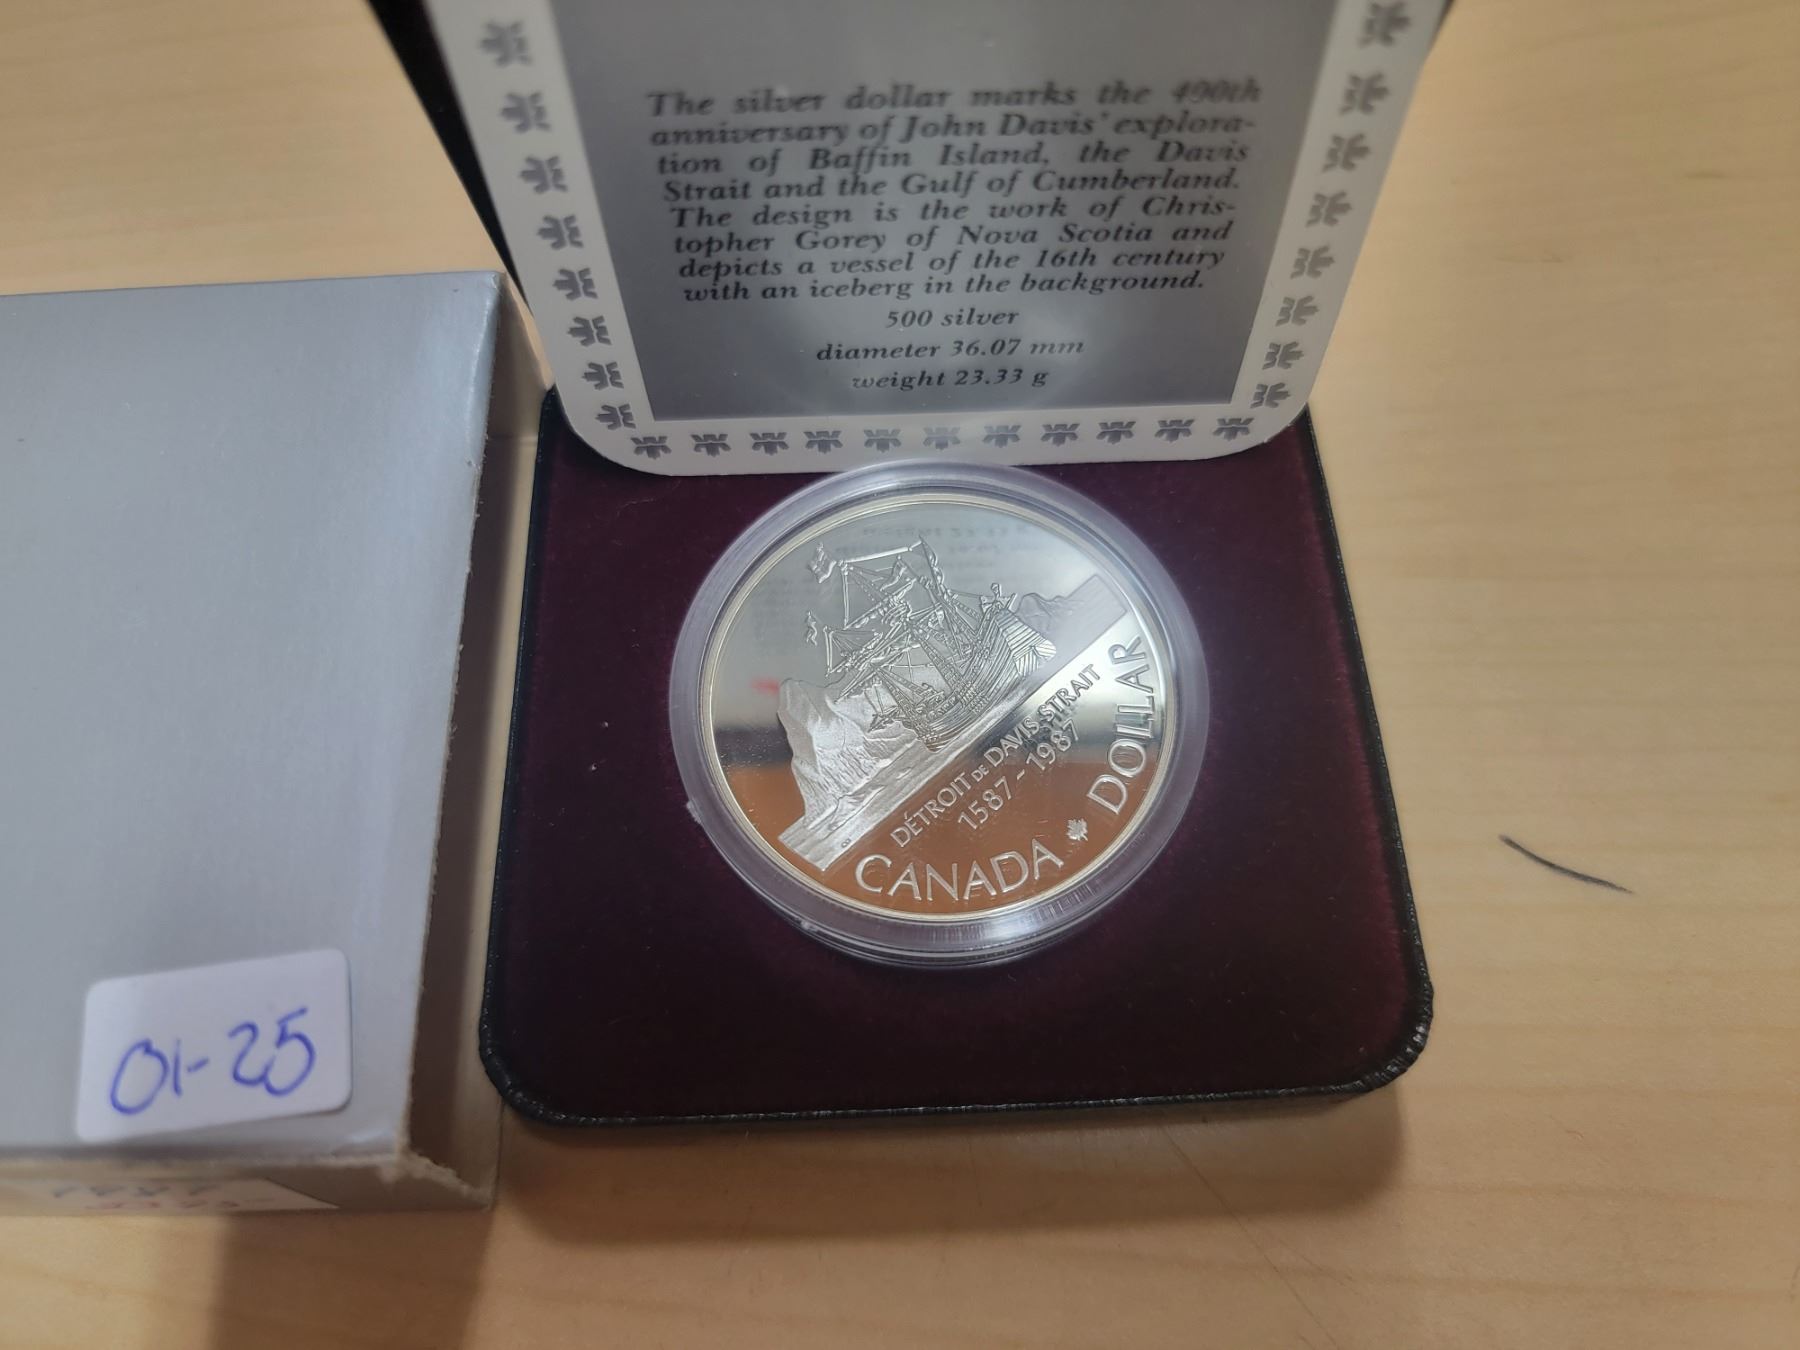 The silver dollar marks the 490th
anniversary of John Davis' explora-
tion of Baffin Island, the Davis
Strait and the Gulf of Cumberland.
The design is the work of Chris-
topher Gorey of Nova Scotia and
depicts a vessel of the 16th century
with an iceberg in the background.
500 silver
diameter 36.07 mm
weight 23.33 g
DÉTROIT DE DAVIS STRAIT
1587-1987
CANADA DOLLAR
01-25